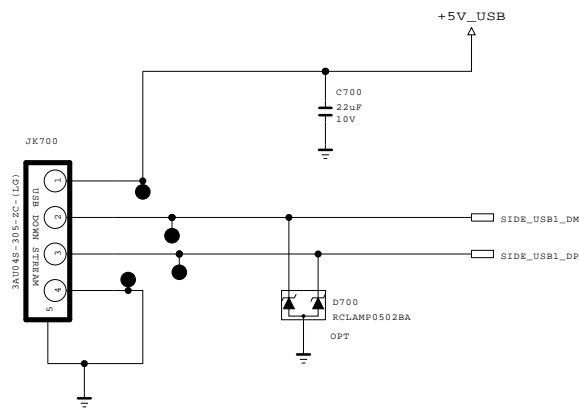 +5V_USB
C700
22uF
10V
JK700
3AU04S-305-ZC-(LG)
USB DOWN STREAM
1
2
3
4
5
SIDE_USB1_DM
SIDE_USB1_DP
D700
RCLAMP0502BA
OPT